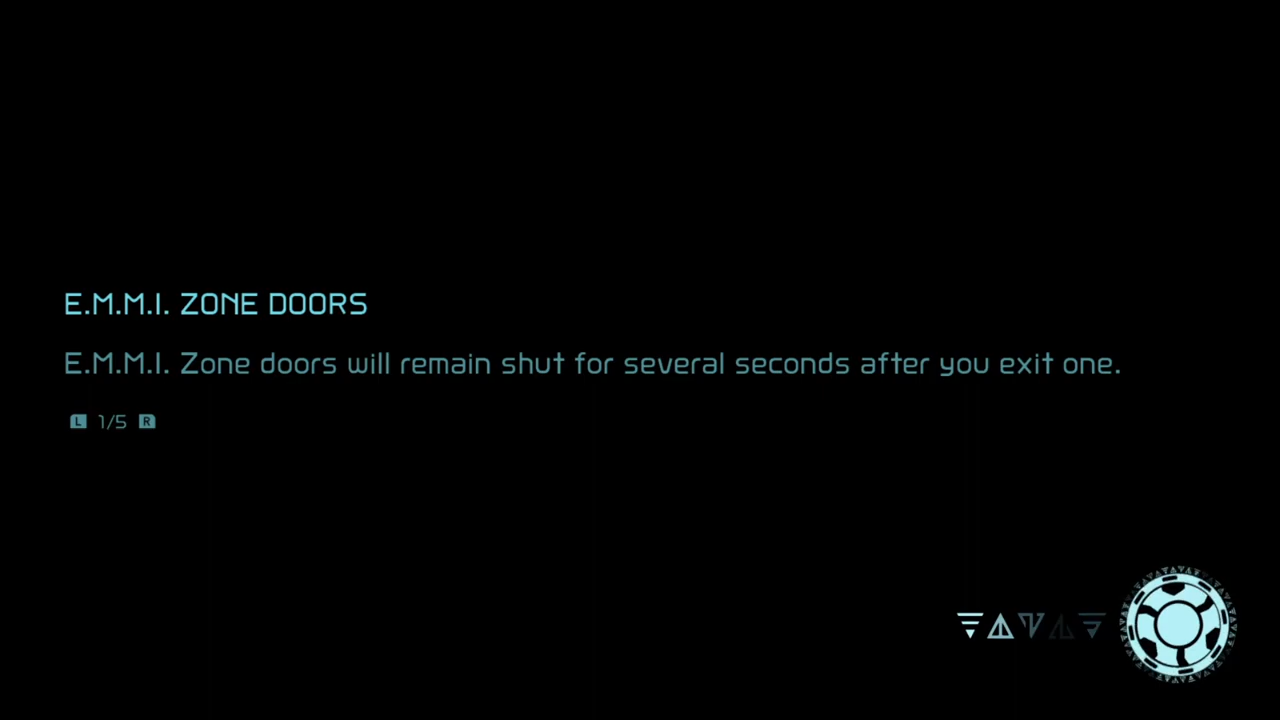 E.M.M.I. ZONE DOORS
E.M.M.I. Zone doors will remain shut for several seconds after you exit one.
L 1/5 R